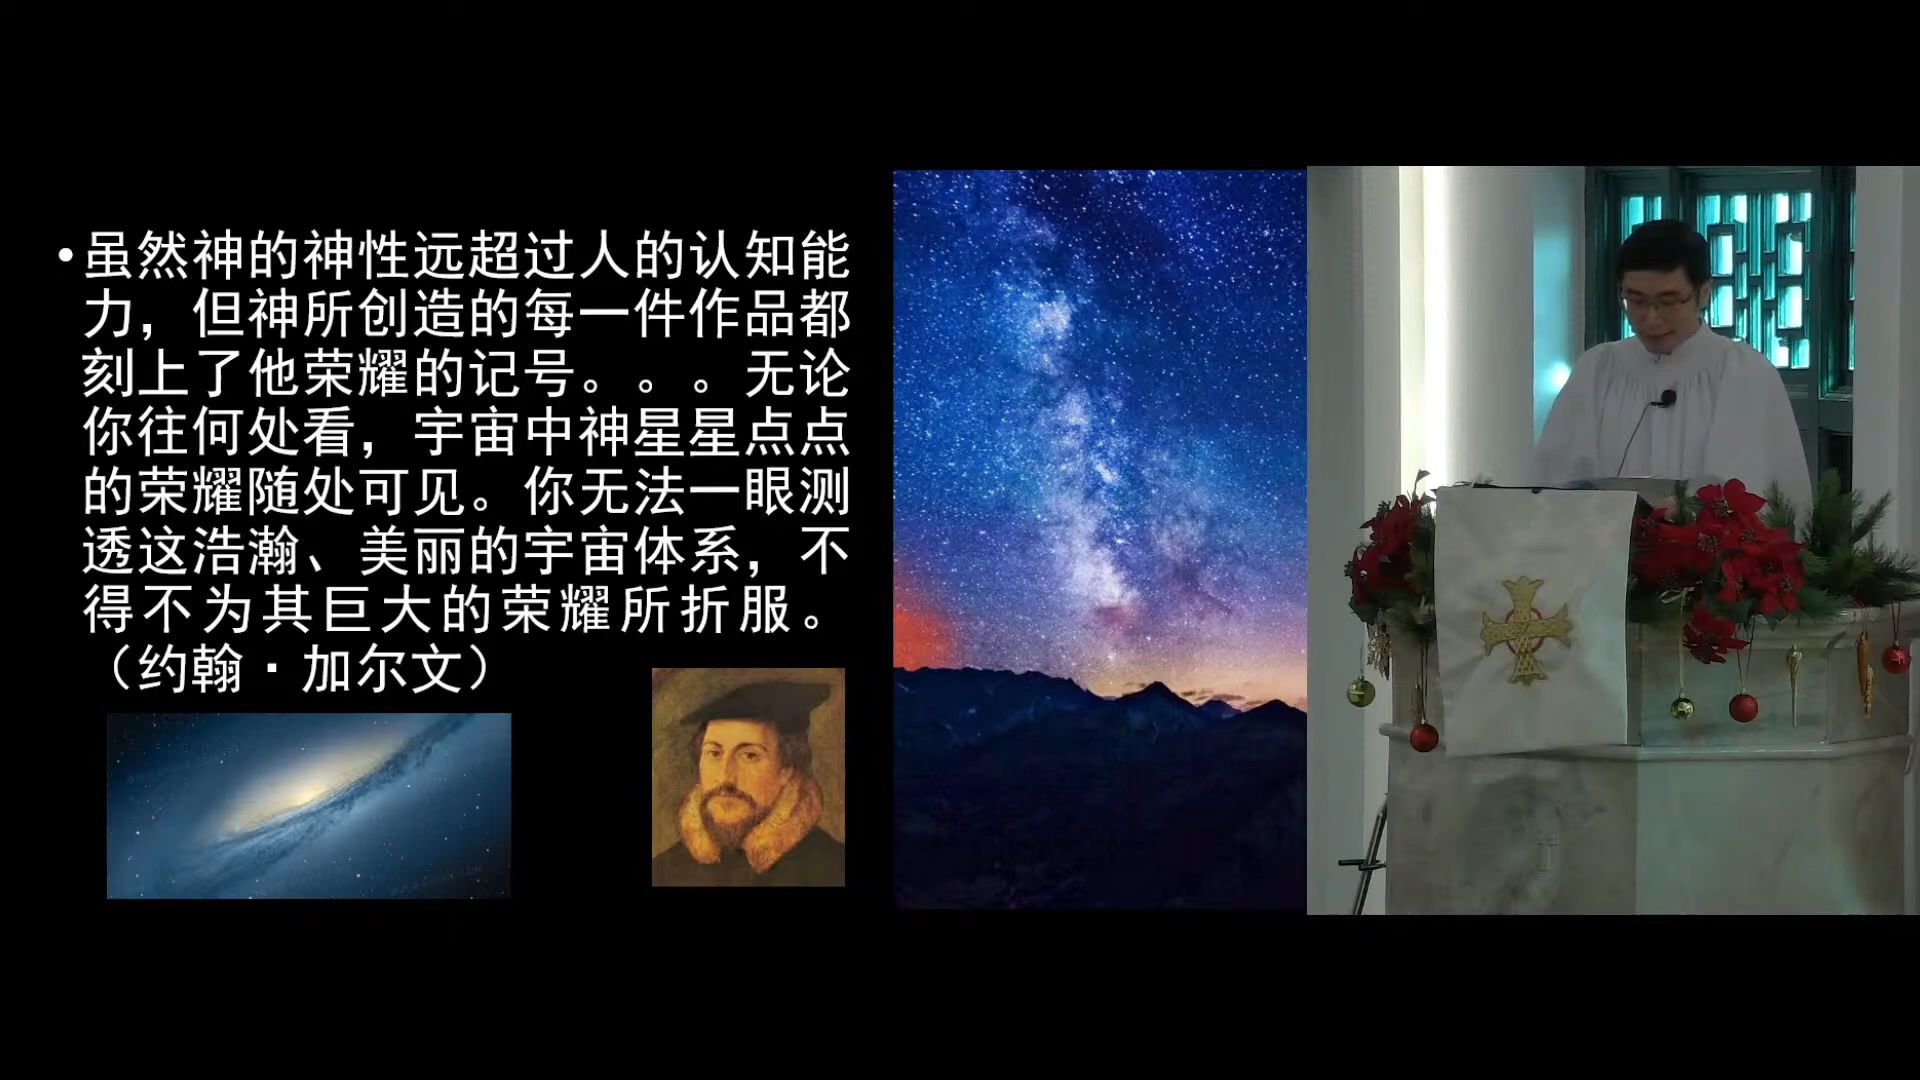 •虽然神的神性远超过人的认知能
力，但神所创造的每一件作品都
刻上了他荣耀的记号。。。无论
你往何处看，宇宙中神星星点点
的荣耀随处可见。你无法一眼测
透这浩瀚、美丽的宇宙体系，不
得不为其巨大的荣耀所折服。
（约翰·加尔文）